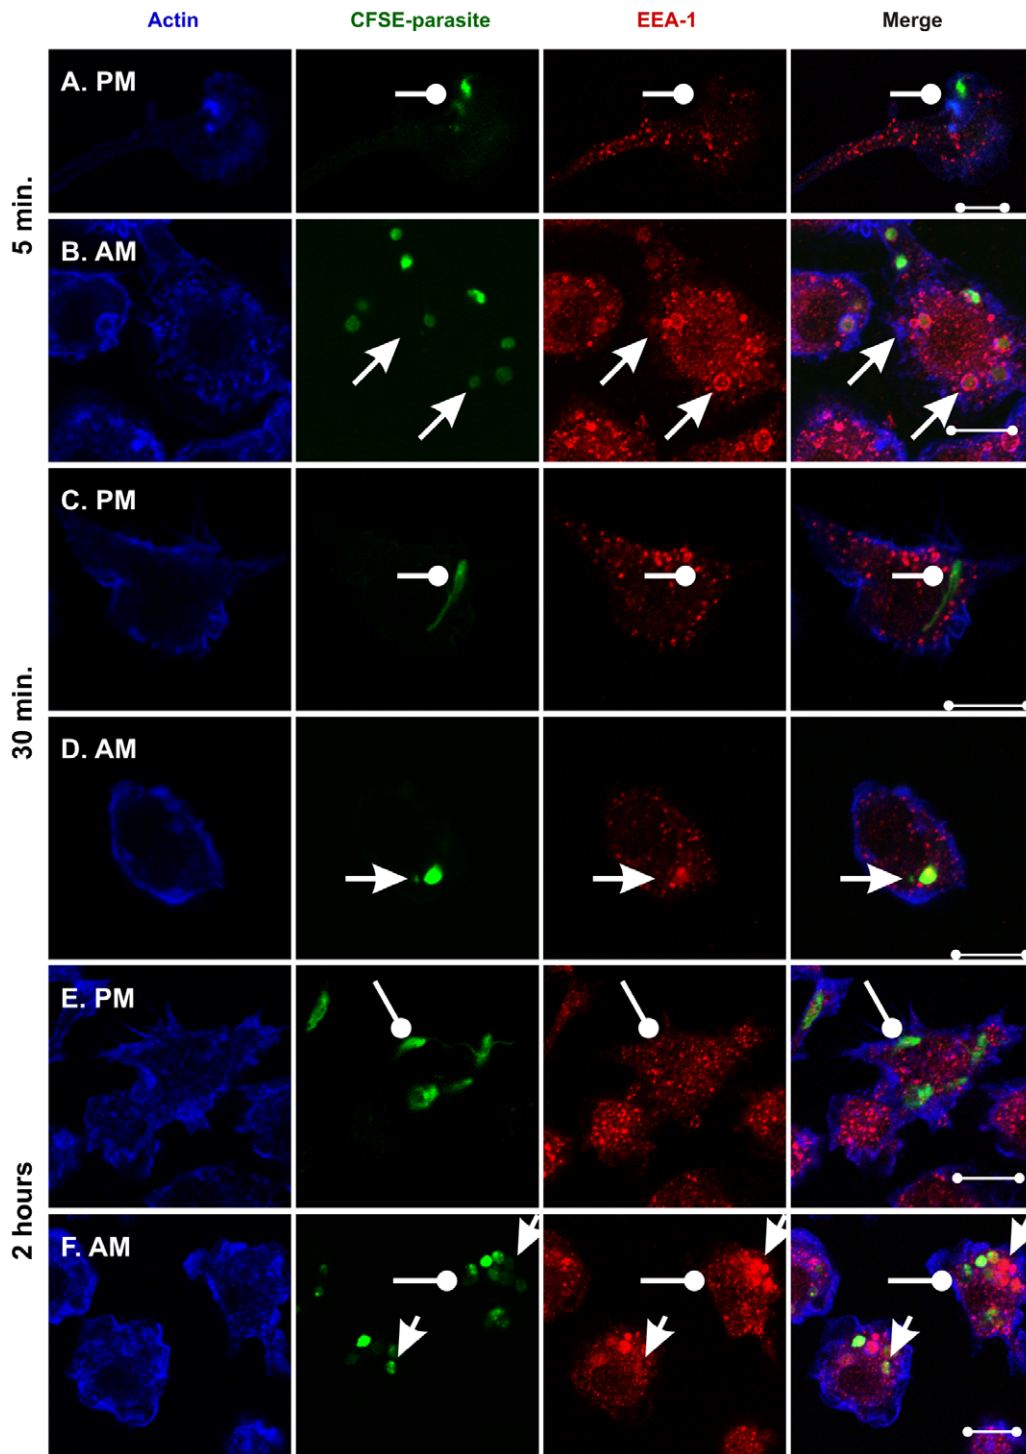 Actin CFSE-parasite EEA-1 Merge
5 min.
A. PM
B. AM
30 min.
C. PM
D. AM
2 hours
E. PM
F. AM